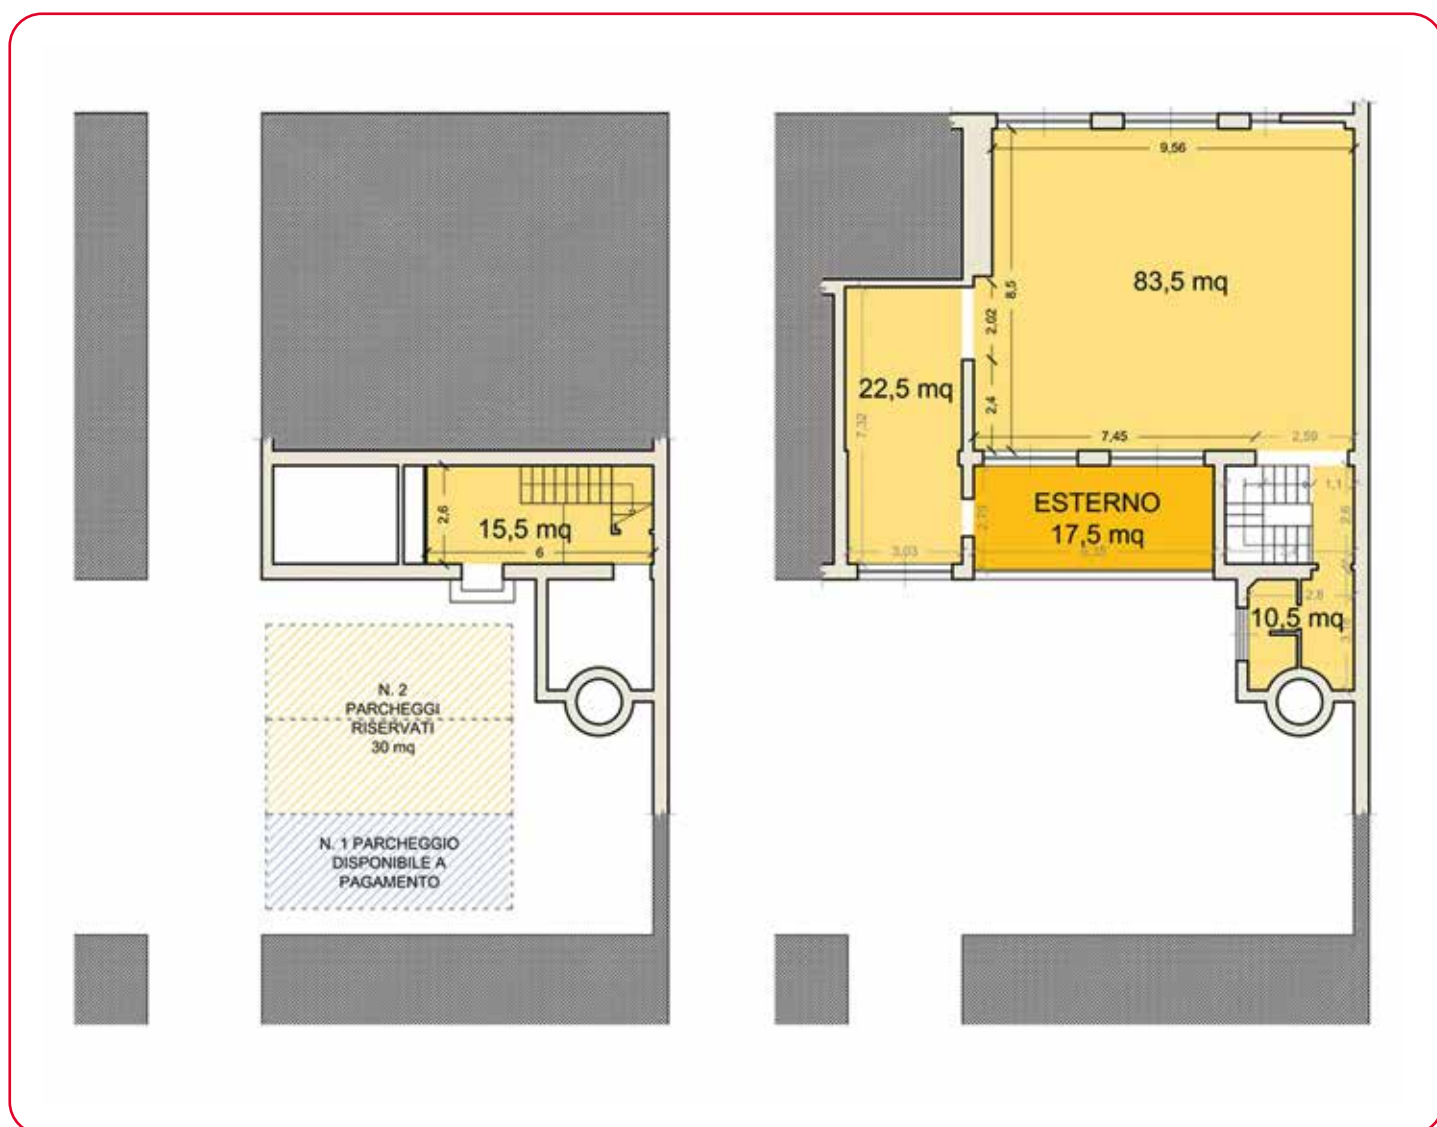 2,6
15,5 mq
6
N. 2
PARCHEGGI
RISERVATI
30 mq
N. 1 PARCHEGGIO
DISPONIBILE A
PAGAMENTO
9,56
8,5
83,5 mq
2,02
22,5 mq
7,32
2,4
7,45
2,59
ESTERNO
17,5 mq
1,1
2,6
3,03
2,8
10,5 mq